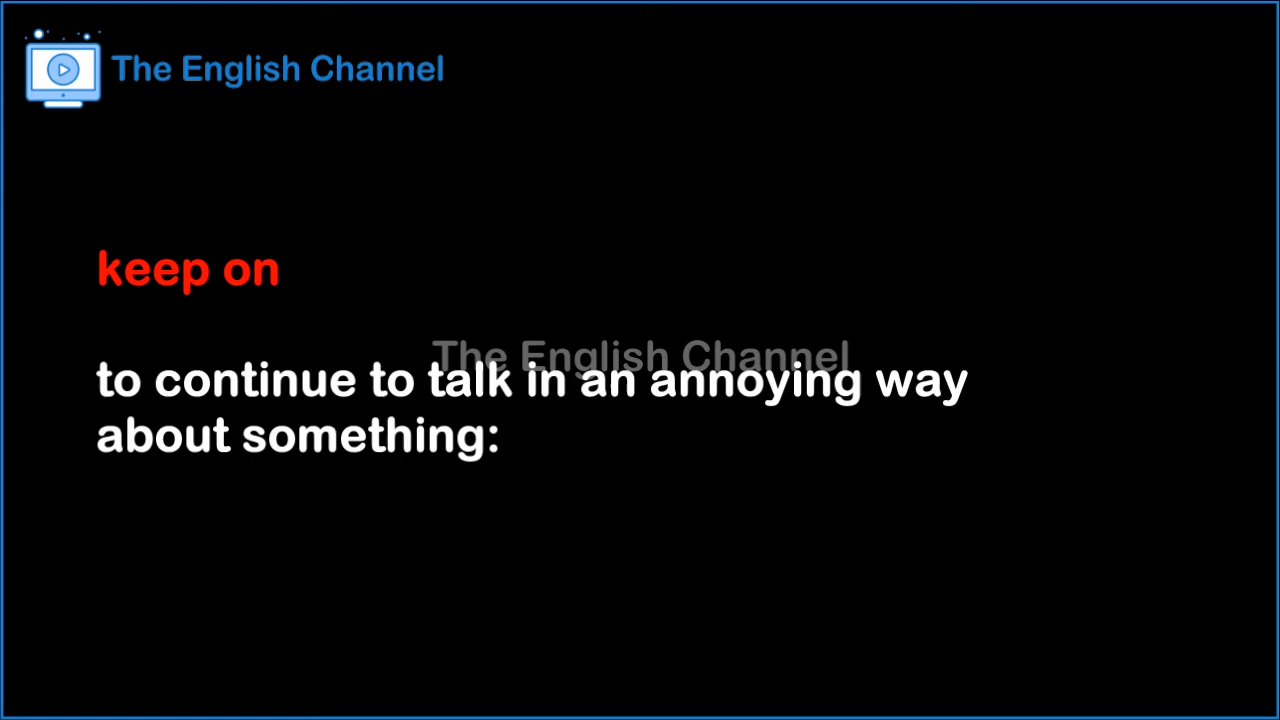 The English Channel
keep on
The English Channel
to continue to talk in an annoying way
about something: